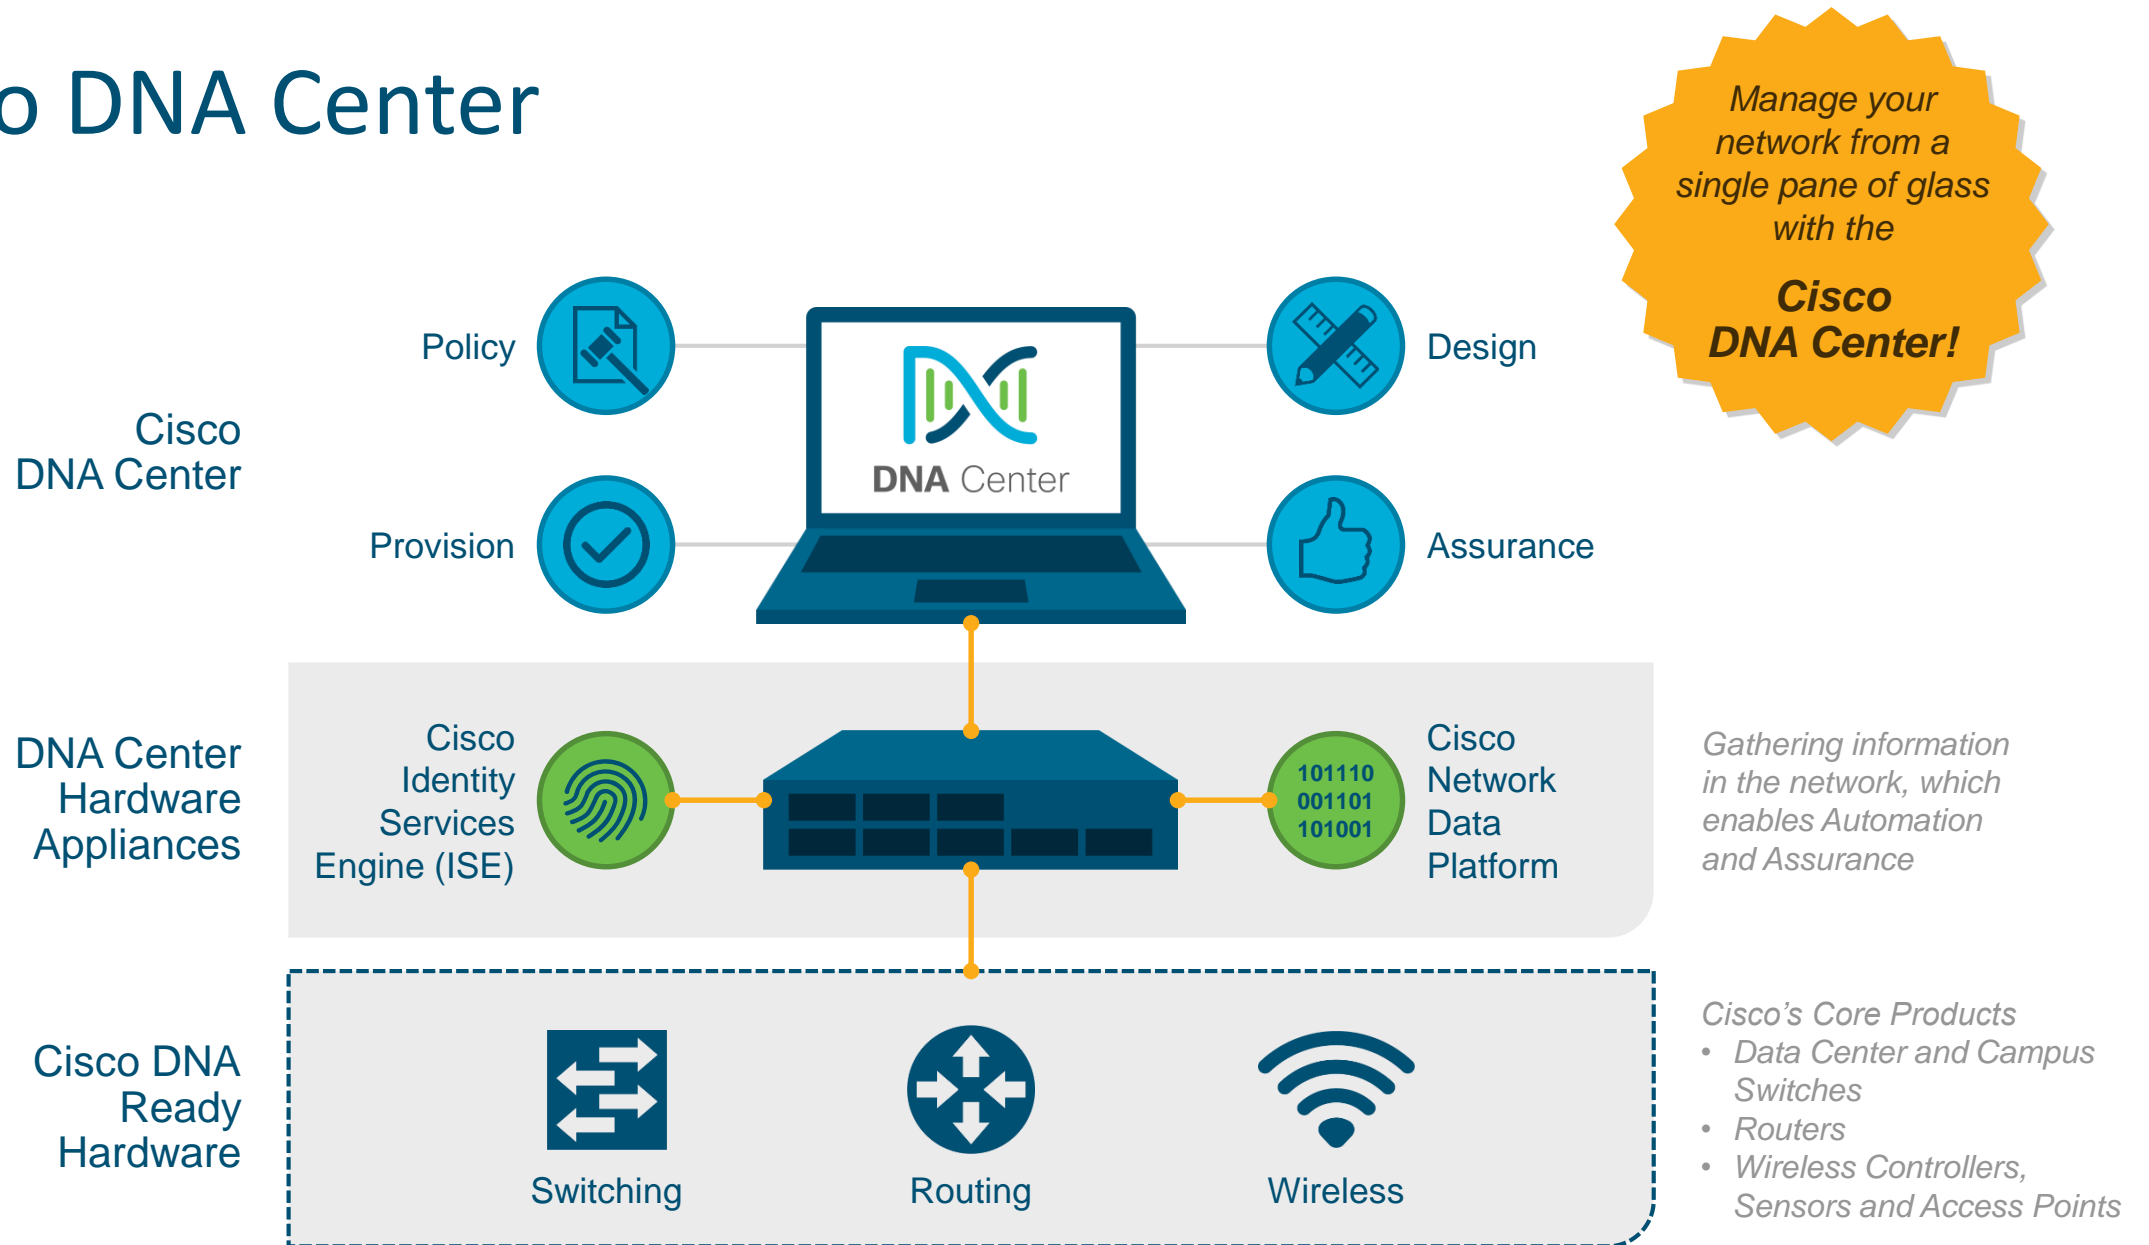 o DNA Center
Manage your
network from a
single pane of glass
with the
Cisco
DNA Center!
Policy
Design
Cisco
DNA Center
DNA Center
Provision
Assurance
DNA Center
Hardware
Appliances
Cisco
Identity
Services
Engine (ISE)
101110
001101
101001
Cisco
Network
Data
Platform
Gathering information
in the network, which
enables Automation
and Assurance
Cisco DNA
Ready
Hardware
Switching
Routing
Wireless
Cisco’s Core Products
• Data Center and Campus
Switches
• Routers
• Wireless Controllers,
Sensors and Access Points